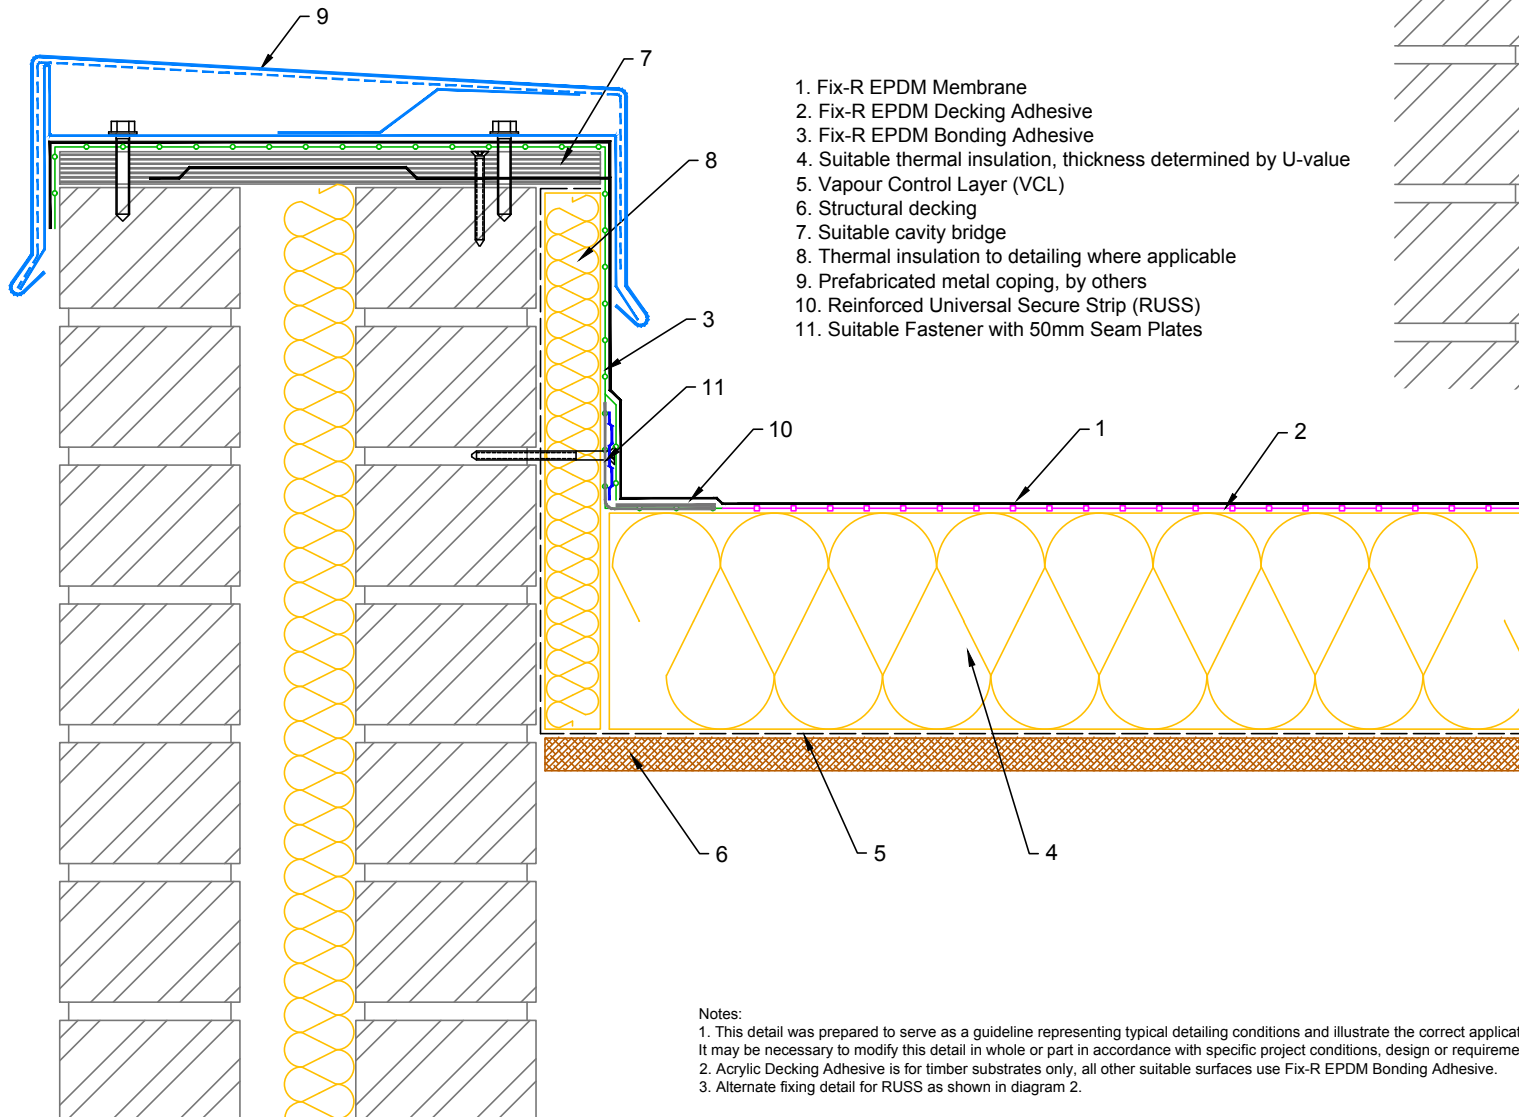 9
7
8
3
11
10
1
2
6
5
4
1. Fix-R EPDM Membrane
2. Fix-R EPDM Decking Adhesive
3. Fix-R EPDM Bonding Adhesive
4. Suitable thermal insulation, thickness determined by U-value
5. Vapour Control Layer (VCL)
6. Structural decking
7. Suitable cavity bridge
8. Thermal insulation to detailing where applicable
9. Prefabricated metal coping, by others
10. Reinforced Universal Secure Strip (RUSS)
11. Suitable Fastener with 50mm Seam Plates
Notes:
1. This detail was prepared to serve as a guideline representing typical detailing conditions and illustrate the correct applicat
It may be necessary to modify this detail in whole or part in accordance with specific project conditions, design or requireme
2. Acrylic Decking Adhesive is for timber substrates only, all other suitable surfaces use Fix-R EPDM Bonding Adhesive.
3. Alternate fixing detail for RUSS as shown in diagram 2.